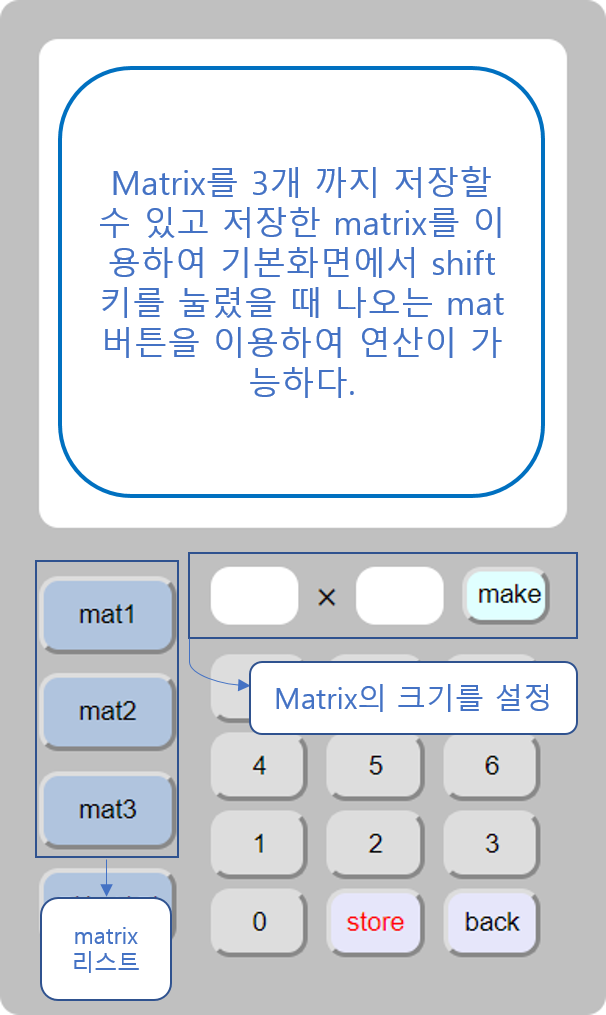 Matrix를 3개 까지 저장할
수 있고 저장한 matrix를 이
용하여 기본화면에서 shift
키를 눌렸을 때 나오는 mat
버튼을 이용하여 연산이 가
능하다.
mat1
× make
mat2
Matrix의 크기를 설정
4 5 6
mat3
1 2 3
0 store back
matrix
리스트